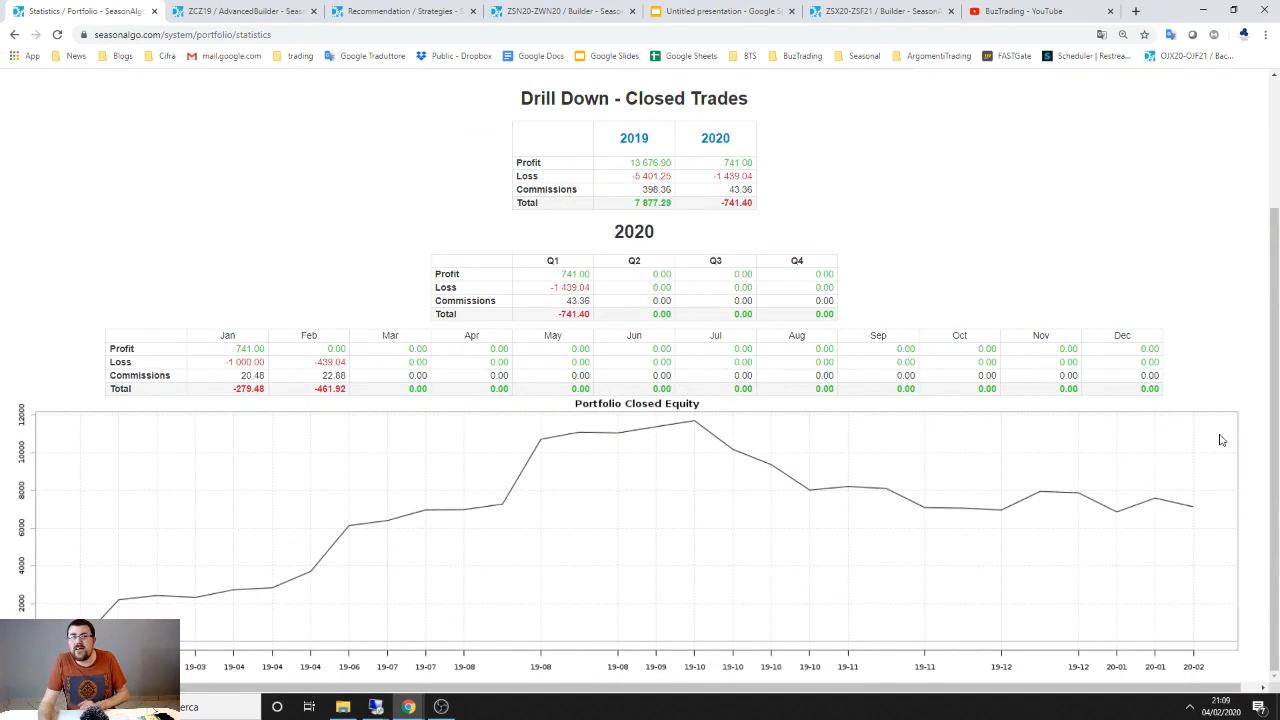 Statistics / Portfolio - SeasonAlgo
ZCZ19 / AdvancedBuilder - Seas
Recommendation / Strategies - S
ZSN20-ZWN20 / Builder - Seaso
Untitled presentation - Google S
ZSX20-ZSF21 / Builder - SeasonA
BuzTrading - YouTube
seasonalgo.com/system/portfolio/statistics
App News Blogs Cifra mail.google.com trading Google Traduttore Public - Dropbox Google Docs Google Slides Google Sheets BTS BuzTrading Seasonal ArgomentiTrading FASTGate Scheduler | Restrea... OJX20-OJF21 / Bac...
Drill Down - Closed Trades
2019 2020
Profit 13 676.90 741.00
Loss -5 401.25 -1 439.04
Commissions 398.36 43.36
Total 7 877.29 -741.40
2020
Q1 Q2 Q3 Q4
Profit 741.00 0.00 0.00 0.00
Loss -1 439.04 0.00 0.00 0.00
Commissions 43.36 0.00 0.00 0.00
Total -741.40 0.00 0.00 0.00
Jan Feb Mar Apr May Jun Jul Aug Sep Oct Nov Dec
Profit 741.00 0.00 0.00 0.00 0.00 0.00 0.00 0.00 0.00 0.00 0.00 0.00
Loss -1 000.00 -439.04 0.00 0.00 0.00 0.00 0.00 0.00 0.00 0.00 0.00 0.00
Commissions 20.48 22.88 0.00 0.00 0.00 0.00 0.00 0.00 0.00 0.00 0.00 0.00
Total -279.48 -461.92 0.00 0.00 0.00 0.00 0.00 0.00 0.00 0.00 0.00 0.00
Portfolio Closed Equity
12000
10000
8000
6000
4000
2000
19-03 19-04 19-04 19-04 19-06 19-07 19-07 19-08 19-08 19-08 19-09 19-10 19-10 19-10 19-10 19-11 19-11 19-12 19-12 20-01 20-01 20-02
erca
21:09
04/02/2020